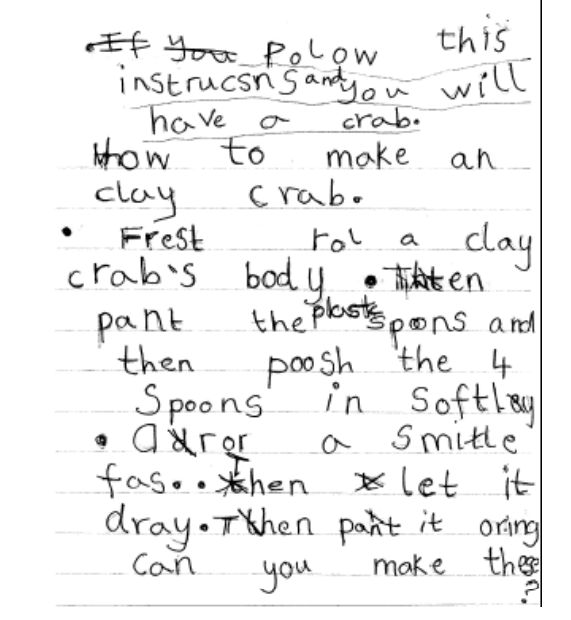 If you Polow this
instrucsns and you will
have a crab.
How to make an
clay crab.
• Frest rol a clay
crab's body • Then
pant the plastc spoons and
then poosh the 4
Spoons in Softley
• dror a Smitle
fas.. Then let it
dray. Then pant it oring
Can you make these
?